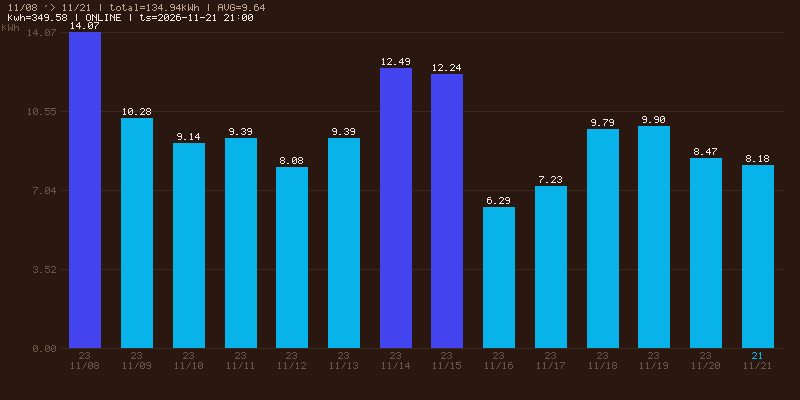 11/08 -> 11/21 | total=134.94kWh | AVG=9.64
Kwh=349.58 | ONLINE | ts=2026-11-21 21:00
kWh
14.07
10.55
7.04
3.52
0.00
14.07 10.28 9.14 9.39 8.08 9.39 12.49 12.24 6.29 7.23 9.79 9.90 8.47 8.18
23 23 23 23 23 23 23 23 23 23 23 23 23 21
11/08 11/09 11/10 11/11 11/12 11/13 11/14 11/15 11/16 11/17 11/18 11/19 11/20 11/21